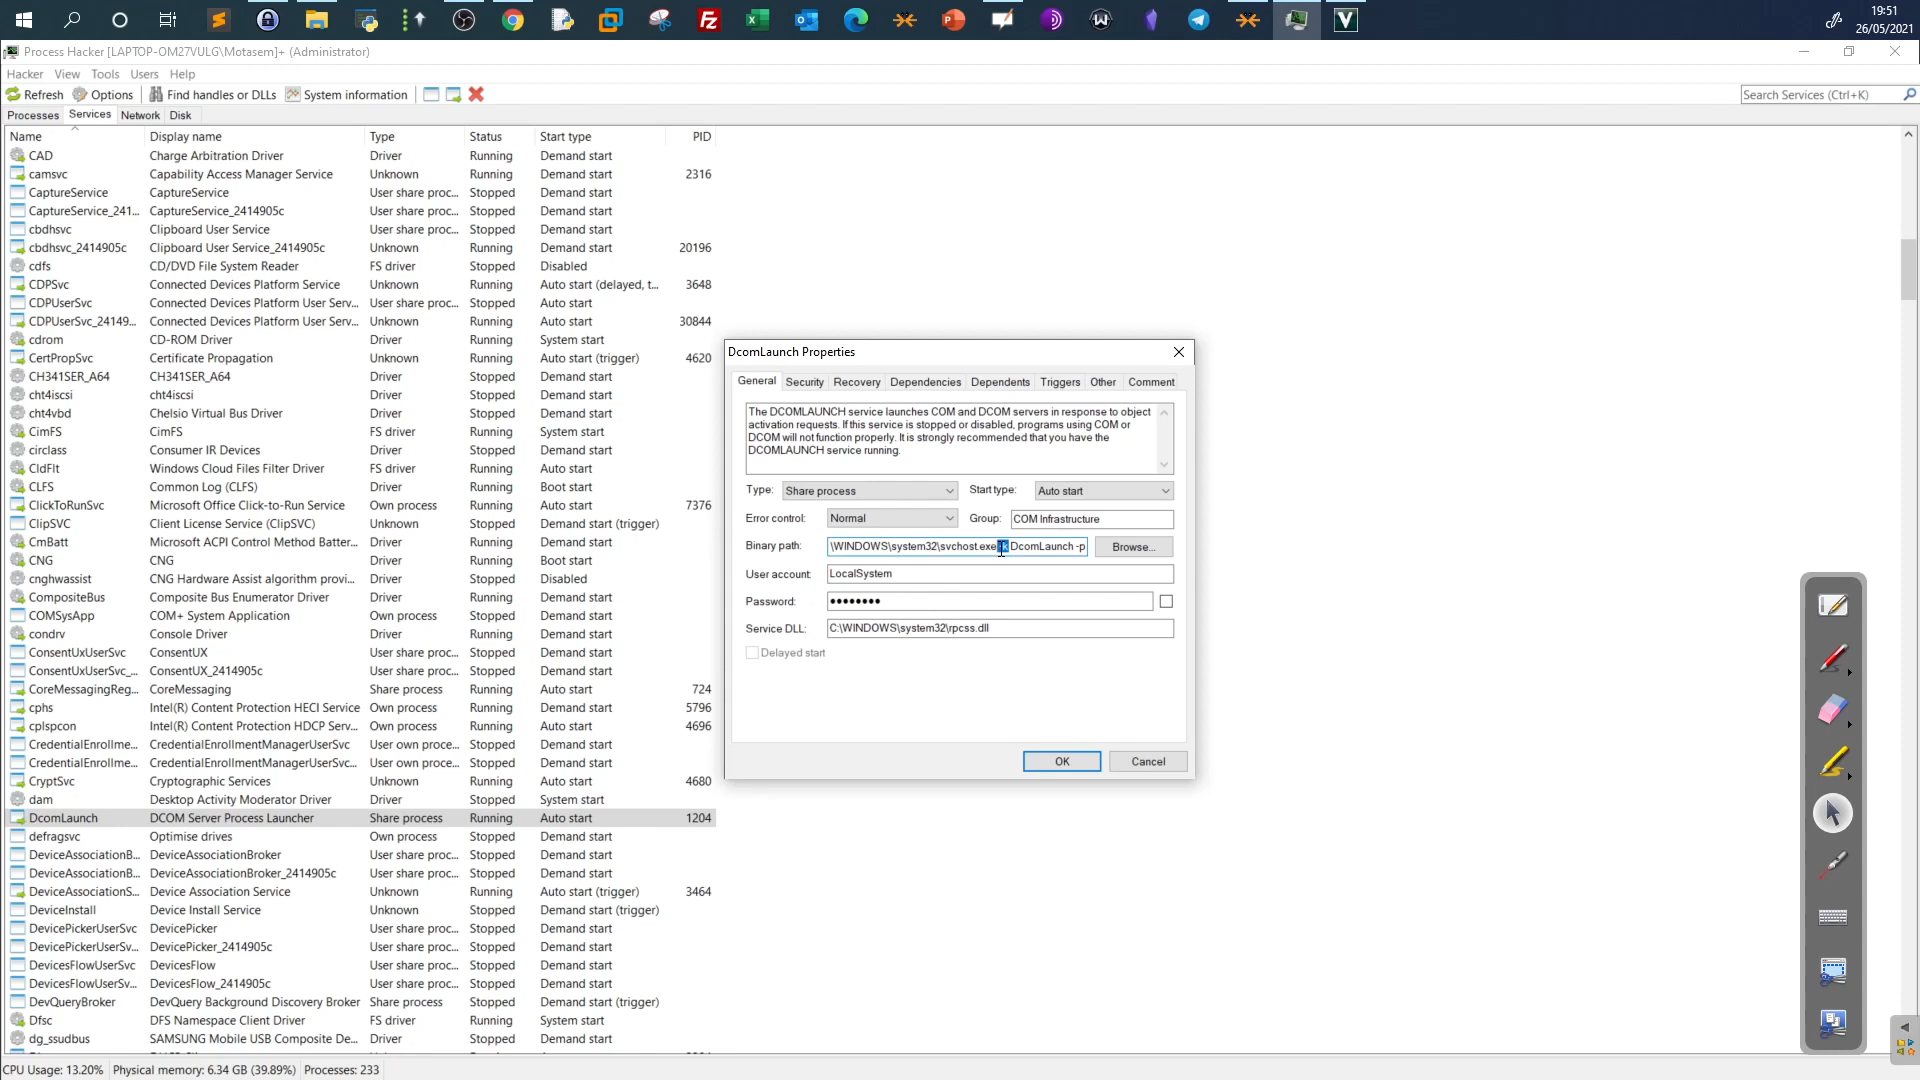 19:51
26/05/2021
Process Hacker [LAPTOP-OM27VULG\Motasem]+ (Administrator)
Hacker View Tools Users Help
Refresh Options Find handles or DLLs System information Search Services (Ctrl+K)
Processes Services Network Disk
Name Display name Type Status Start type PID
CAD Charge Arbitration Driver Driver Running Demand start
camsvc Capability Access Manager Service Unknown Running Demand start 2316
CaptureService CaptureService User share proc... Stopped Demand start
CaptureService_241... CaptureService_2414905c User share proc... Stopped Demand start
cbdhsvc Clipboard User Service User share proc... Stopped Demand start
cbdhsvc_2414905c Clipboard User Service_2414905c Unknown Running Demand start 20196
cdfs CD/DVD File System Reader FS driver Stopped Disabled
CDPSvc Connected Devices Platform Service Unknown Running Auto start (delayed, t... 3648
CDPUserSvc Connected Devices Platform User Serv... User share proc... Stopped Auto start
CDPUserSvc_24149... Connected Devices Platform User Serv... Unknown Running Auto start 30844
cdrom CD-ROM Driver Driver Running System start
CertPropSvc Certificate Propagation Unknown Running Auto start (trigger) 4620
CH341SER_A64 CH341SER_A64 Driver Stopped Demand start
cht4iscsi cht4iscsi Driver Stopped Demand start
cht4vbd Chelsio Virtual Bus Driver Driver Stopped Demand start
CimFS CimFS FS driver Running System start
circlass Consumer IR Devices Driver Stopped Demand start
CldFlt Windows Cloud Files Filter Driver FS driver Running Auto start
CLFS Common Log (CLFS) Driver Running Boot start
ClickToRunSvc Microsoft Office Click-to-Run Service Own process Running Auto start 7376
ClipSVC Client License Service (ClipSVC) Unknown Stopped Demand start (trigger)
CmBatt Microsoft ACPI Control Method Batter... Driver Running Demand start
CNG CNG Driver Running Boot start
cnghwassist CNG Hardware Assist algorithm provi... Driver Stopped Disabled
CompositeBus Composite Bus Enumerator Driver Driver Running Demand start
COMSysApp COM+ System Application Own process Stopped Demand start
condrv Console Driver Driver Running Demand start
ConsentUxUserSvc ConsentUX User share proc... Stopped Demand start
ConsentUxUserSvc_... ConsentUX_2414905c User share proc... Stopped Demand start
CoreMessagingReg... CoreMessaging Share process Running Auto start 724
cphs Intel(R) Content Protection HECI Service Own process Running Demand start 5796
cplspcon Intel(R) Content Protection HDCP Serv... Own process Running Auto start 4696
CredentialEnrollme... CredentialEnrollmentManagerUserSvc User own proce... Stopped Demand start
CredentialEnrollme... CredentialEnrollmentManagerUserSvc... User own proce... Stopped Demand start
CryptSvc Cryptographic Services Unknown Running Auto start 4680
dam Desktop Activity Moderator Driver Driver Stopped System start
DcomLaunch DCOM Server Process Launcher Share process Running Auto start 1204
defragsvc Optimise drives Own process Stopped Demand start
DeviceAssociationB... DeviceAssociationBroker User share proc... Stopped Demand start
DeviceAssociationB... DeviceAssociationBroker_2414905c User share proc... Stopped Demand start
DeviceAssociationS... Device Association Service Unknown Running Auto start (trigger) 3464
DeviceInstall Device Install Service Unknown Stopped Demand start (trigger)
DevicePickerUserSvc DevicePicker User share proc... Stopped Demand start
DevicePickerUserSv... DevicePicker_2414905c User share proc... Stopped Demand start
DevicesFlowUserSvc DevicesFlow User share proc... Stopped Demand start
DevicesFlowUserSv... DevicesFlow_2414905c User share proc... Stopped Demand start
DevQueryBroker DevQuery Background Discovery Broker Share process Stopped Demand start (trigger)
Dfsc DFS Namespace Client Driver FS driver Running System start
dg_ssudbus SAMSUNG Mobile USB Composite De... Driver Stopped Demand start
CPU Usage: 13.20% Physical memory: 6.34 GB (39.89%) Processes: 233
DcomLaunch Properties
General Security Recovery Dependencies Dependents Triggers Other Comment
The DCOMLAUNCH service launches COM and DCOM servers in response to object
activation requests. If this service is stopped or disabled, programs using COM or
DCOM will not function properly. It is strongly recommended that you have the
DCOMLAUNCH service running.
Type: Share process Start type: Auto start
Error control: Normal Group: COM Infrastructure
Binary path: \WINDOWS\system32\svchost.exe -k DcomLaunch -p Browse...
User account: LocalSystem
Password: ●●●●●●●●
Service DLL: C:\WINDOWS\system32\rpcss.dll
Delayed start
OK Cancel